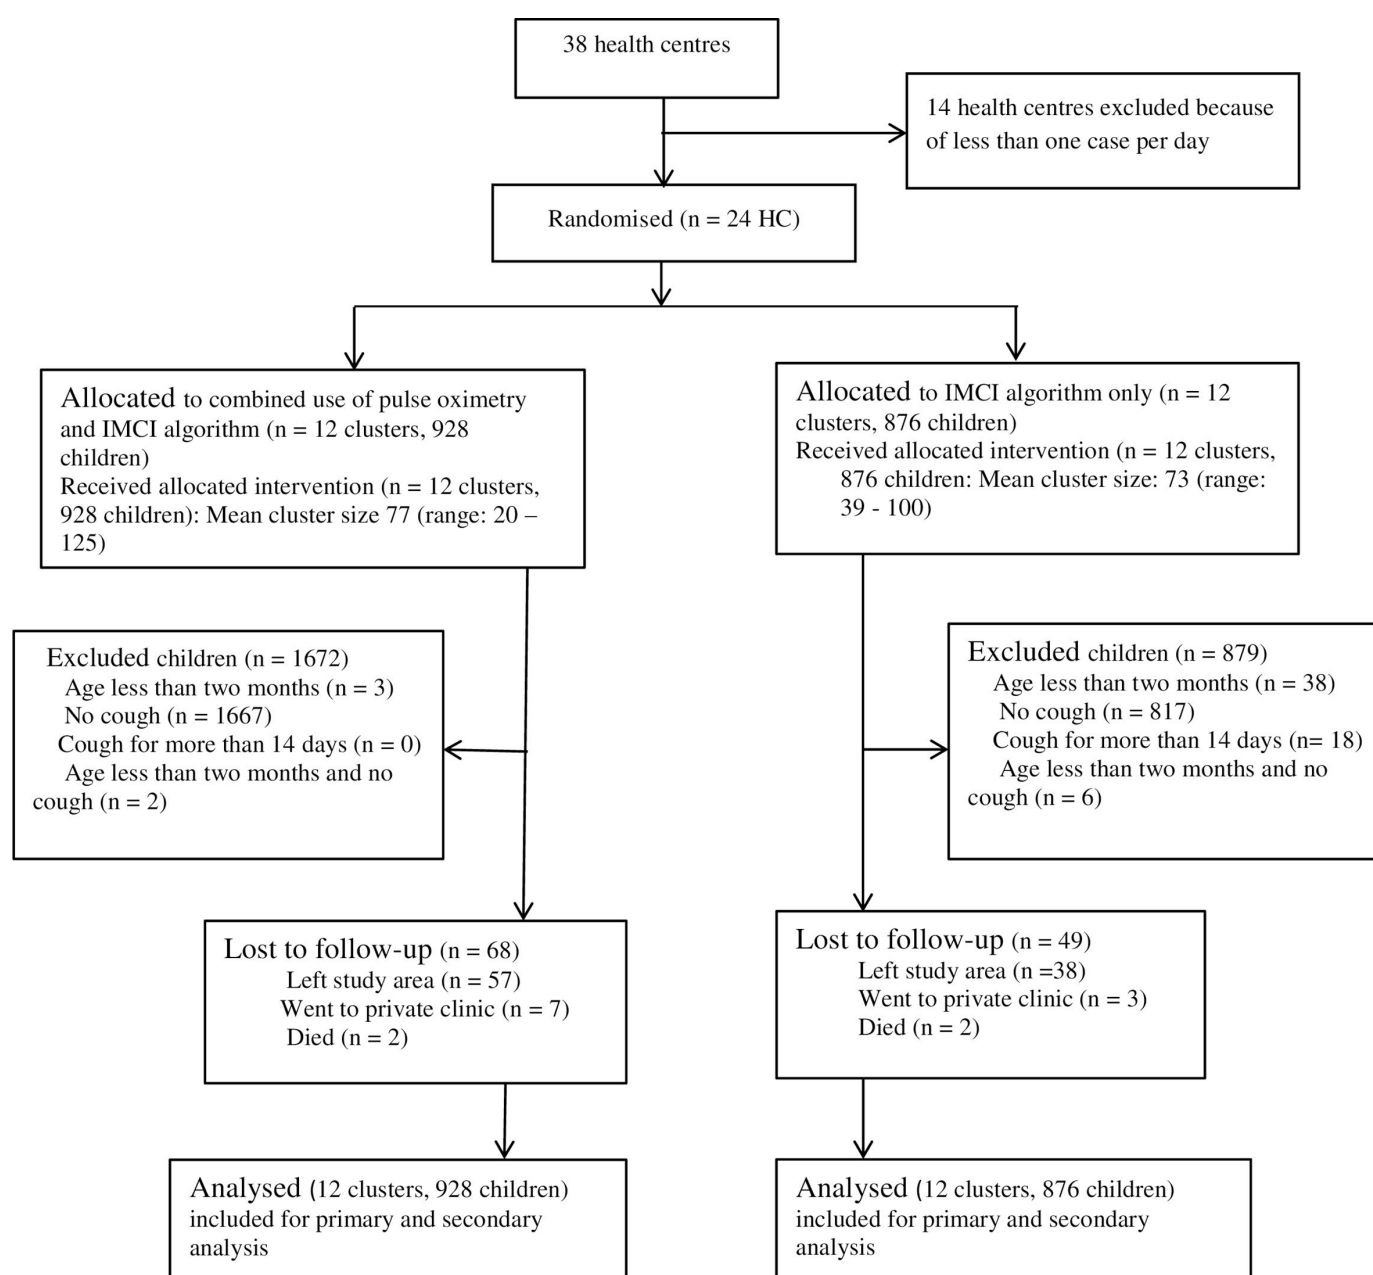 38 health centres
14 health centres excluded because
of less than one case per day
Randomised (n = 24 HC)
Allocated to combined use of pulse oximetry
and IMCI algorithm (n = 12 clusters, 928
children)
Received allocated intervention (n = 12 clusters,
928 children): Mean cluster size 77 (range: 20 –
125)
Allocated to IMCI algorithm only (n = 12
clusters, 876 children)
Received allocated intervention (n = 12 clusters,
876 children: Mean cluster size: 73 (range:
39 - 100)
Excluded children (n = 1672)
Age less than two months (n = 3)
No cough (n = 1667)
Cough for more than 14 days (n = 0)
Age less than two months and no
cough (n = 2)
Excluded children (n = 879)
Age less than two months (n = 38)
No cough (n = 817)
Cough for more than 14 days (n= 18)
Age less than two months and no
cough (n = 6)
Lost to follow-up (n = 68)
Left study area (n = 57)
Went to private clinic (n = 7)
Died (n = 2)
Lost to follow-up (n = 49)
Left study area (n =38)
Went to private clinic (n = 3)
Died (n = 2)
Analysed (12 clusters, 928 children)
included for primary and secondary
analysis
Analysed (12 clusters, 876 children)
included for primary and secondary
analysis